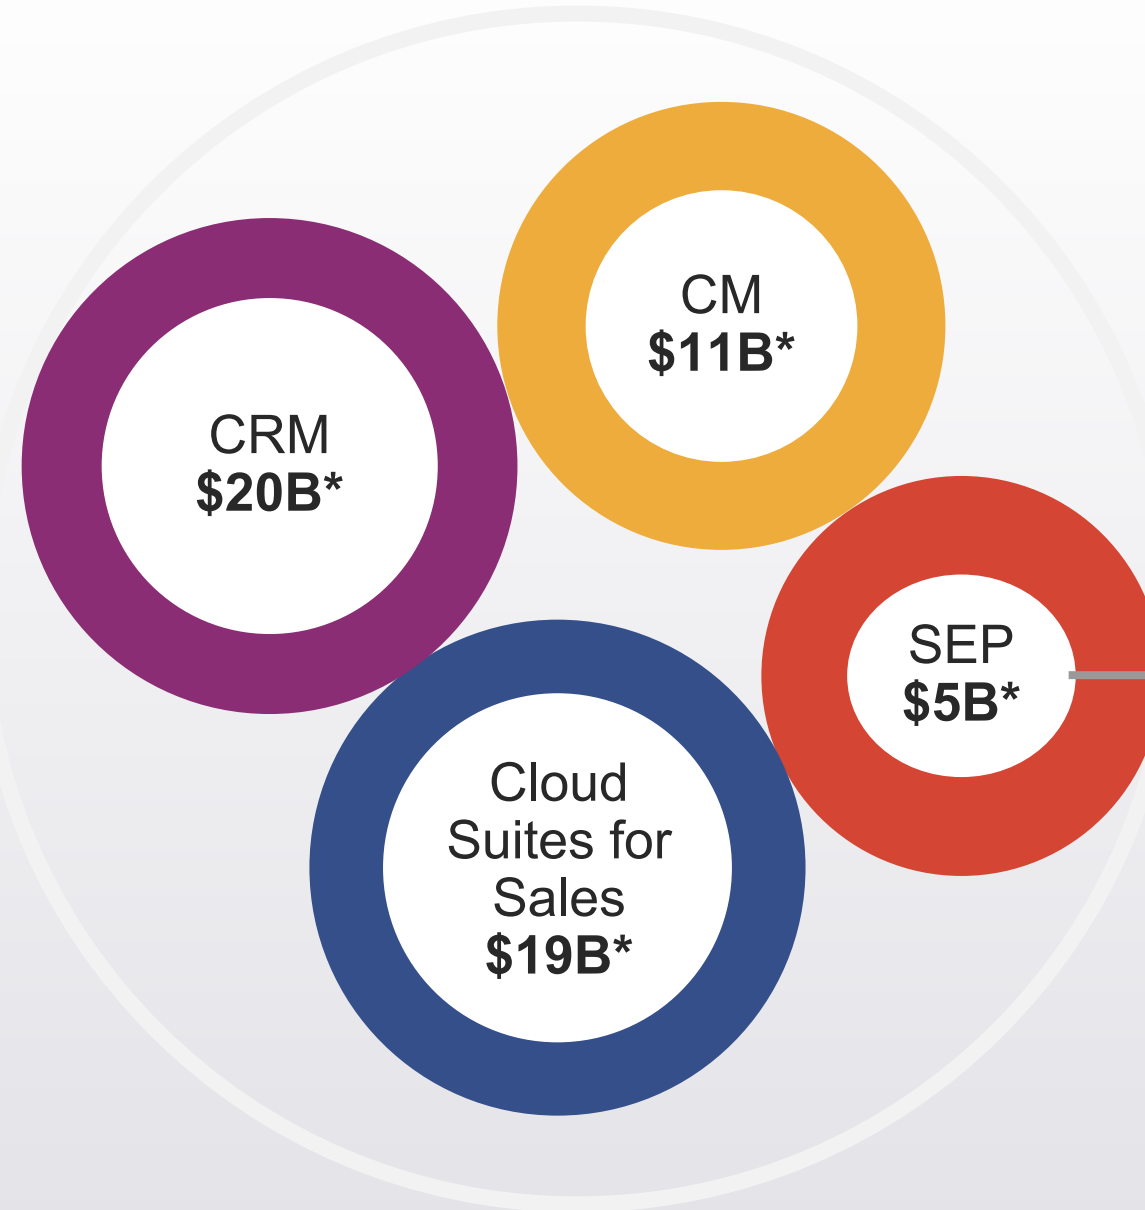 CM
$11B*
CRM
$20B*
SEP
$5B*
Cloud
Suites for
Sales
$19B*